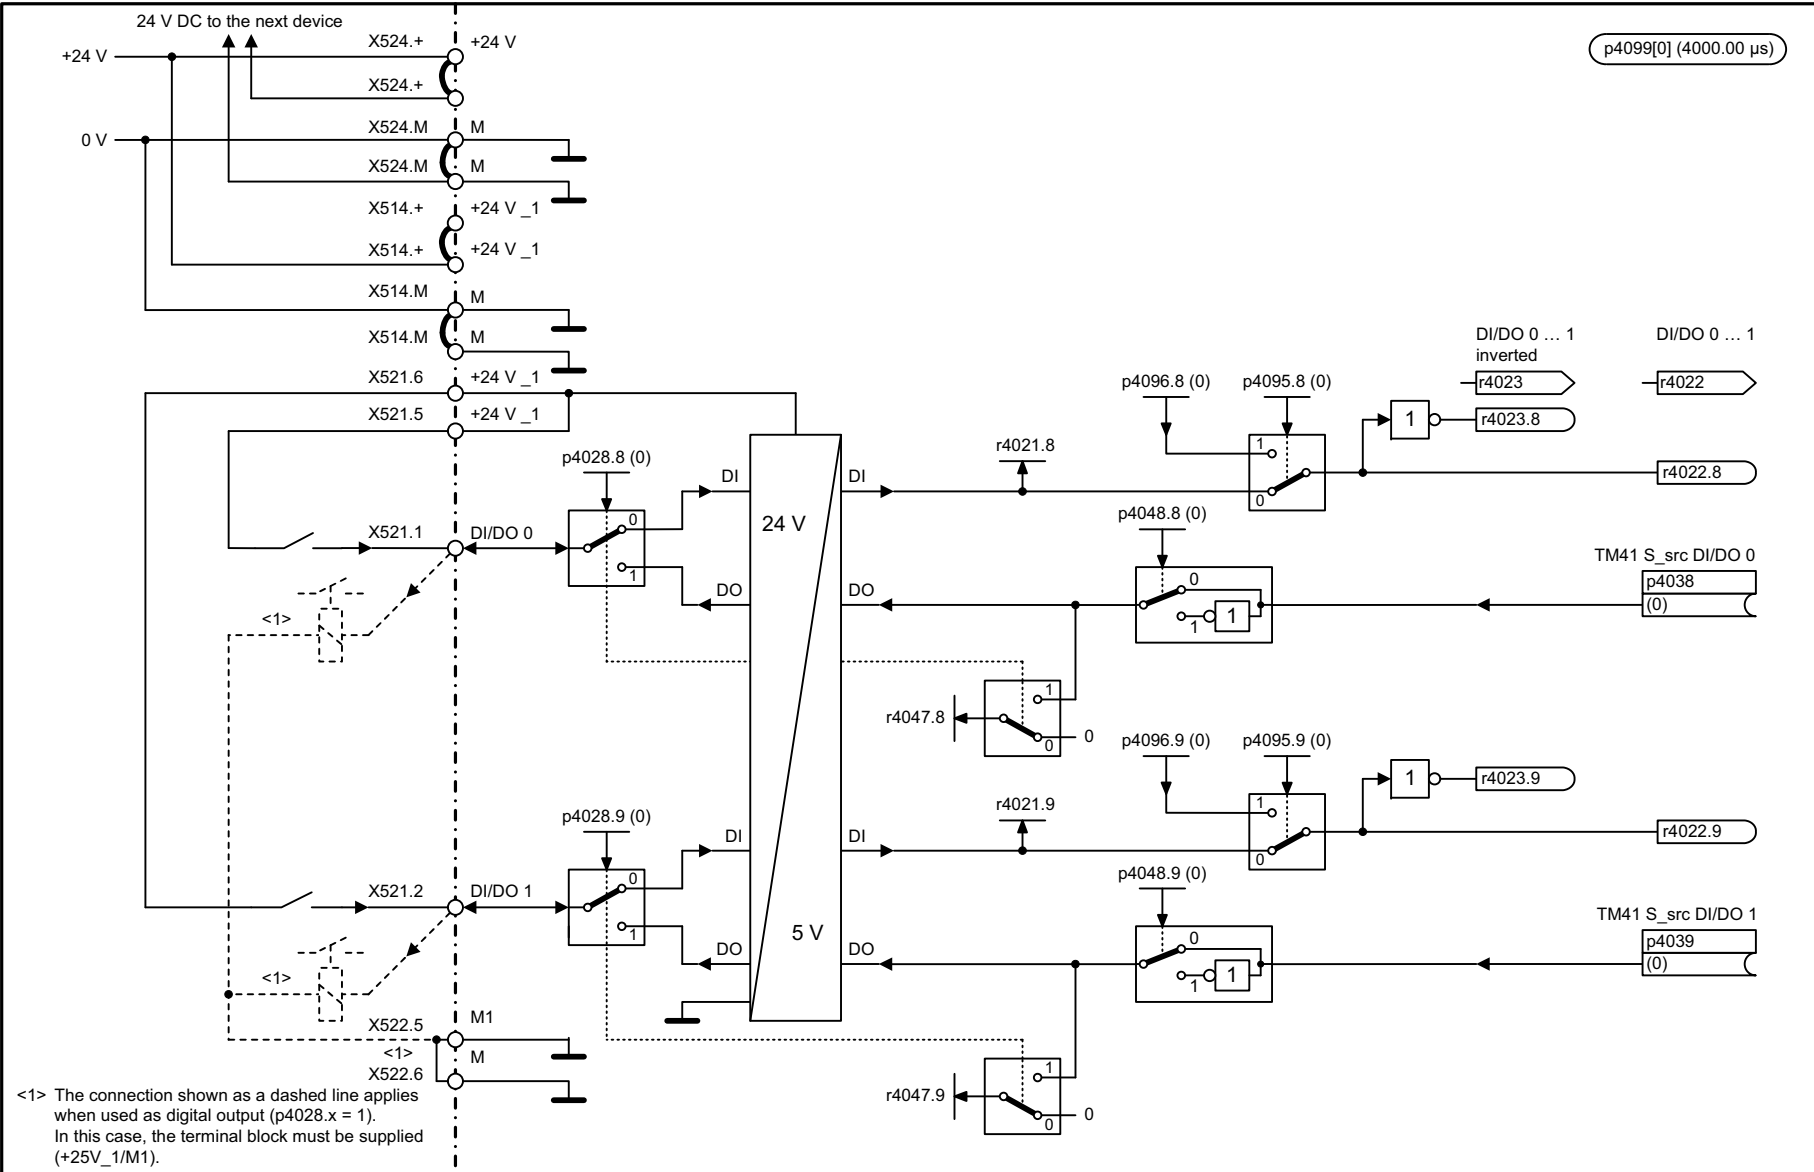 24 V DC to the next device
+24 V
X524.+
+24 V
p4099[0] (4000.00 µs)
X524.+
0 V
X524.M
M
X524.M
M
X514.+
+24 V _1
X514.+
+24 V _1
X514.M
M
X514.M
M
DI/DO 0 … 1
inverted
DI/DO 0 … 1
X521.6
+24 V _1
p4096.8 (0)
p4095.8 (0)
r4023
r4022
X521.5
+24 V _1
1
r4023.8
r4021.8
1
p4028.8 (0)
DI
DI
r4022.8
0
24 V
p4048.8 (0)
X521.1
DI/DO 0
0
1
TM41 S_src DI/DO 0
p4038
(0)
DO
DO
0
1
1
<1>
r4047.8
1
0
0
p4096.9 (0)
p4095.9 (0)
1
r4023.9
r4021.9
1
p4028.9 (0)
DI
DI
r4022.9
0
p4048.9 (0)
X521.2
DI/DO 1
0
1
TM41 S_src DI/DO 1
p4039
(0)
5 V
DO
DO
0
1
1
<1>
X522.5
M1
<1>
M
X522.6
r4047.9
1
0
0
<1> The connection shown as a dashed line applies
when used as digital output (p4028.x = 1).
In this case, the terminal block must be supplied
(+25V_1/M1).